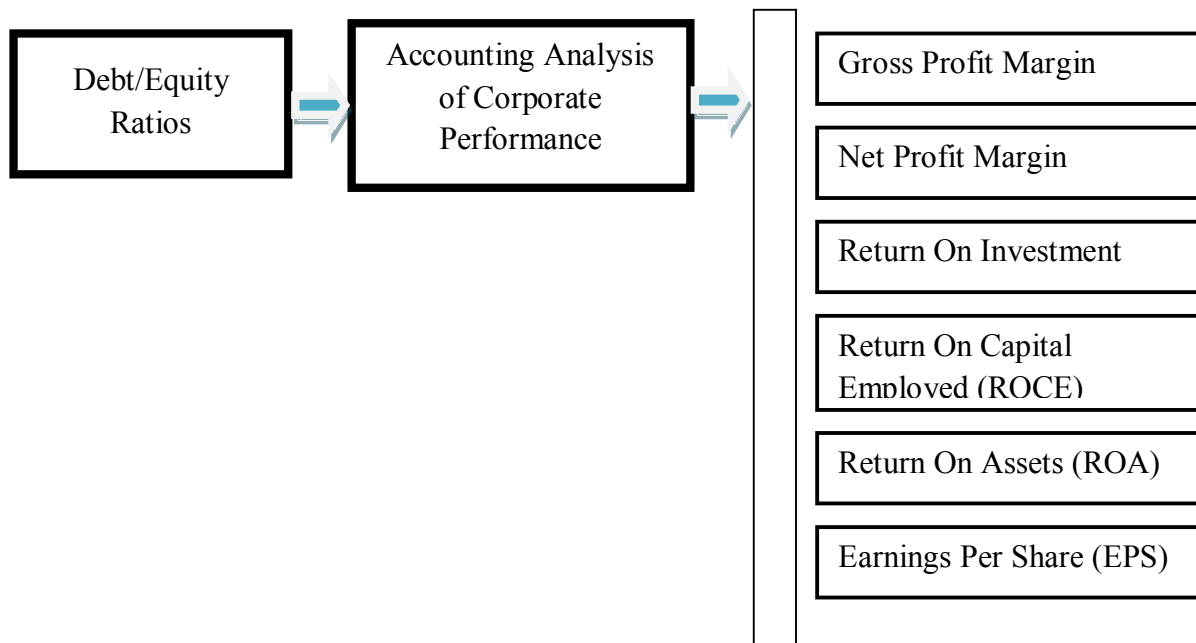 Debt/Equity
Ratios
Accounting Analysis
of Corporate
Performance
Gross Profit Margin
Net Profit Margin
Return On Investment
Return On Capital
Employed (ROCE)
Return On Assets (ROA)
Earnings Per Share (EPS)